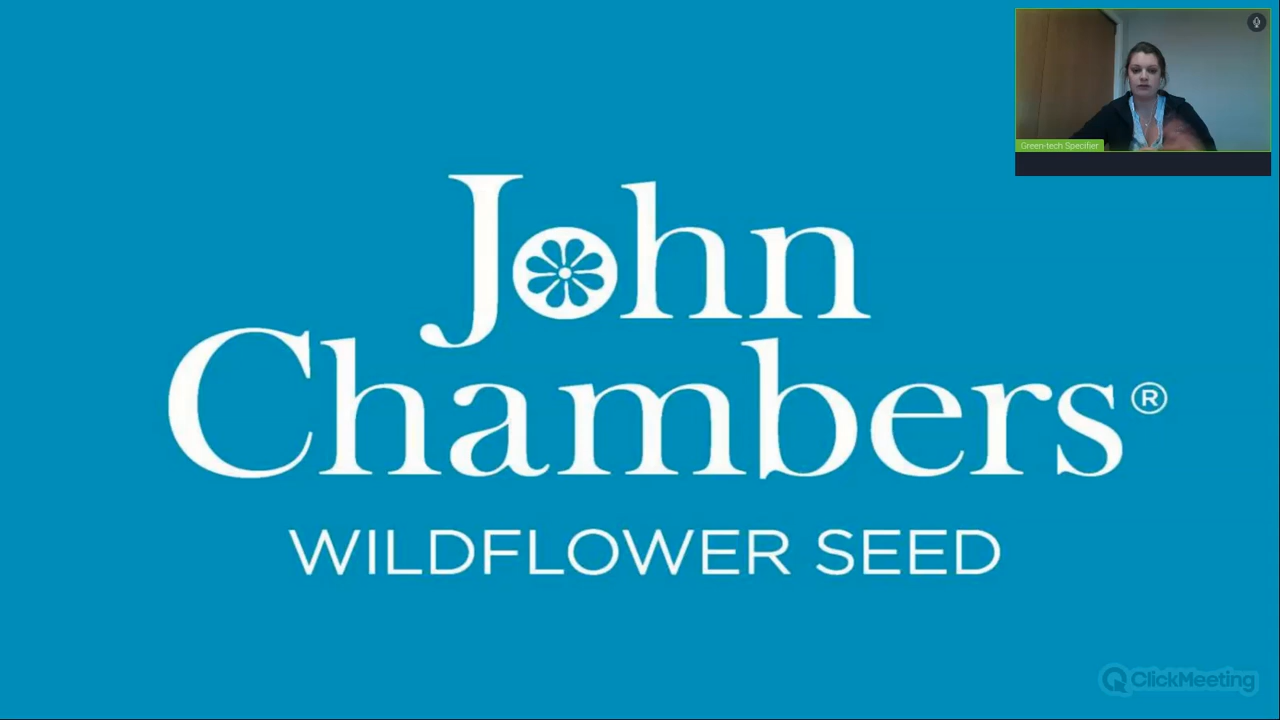 Green-tech Specifier
John
Chambers®
WILDFLOWER SEED
ClickMeeting